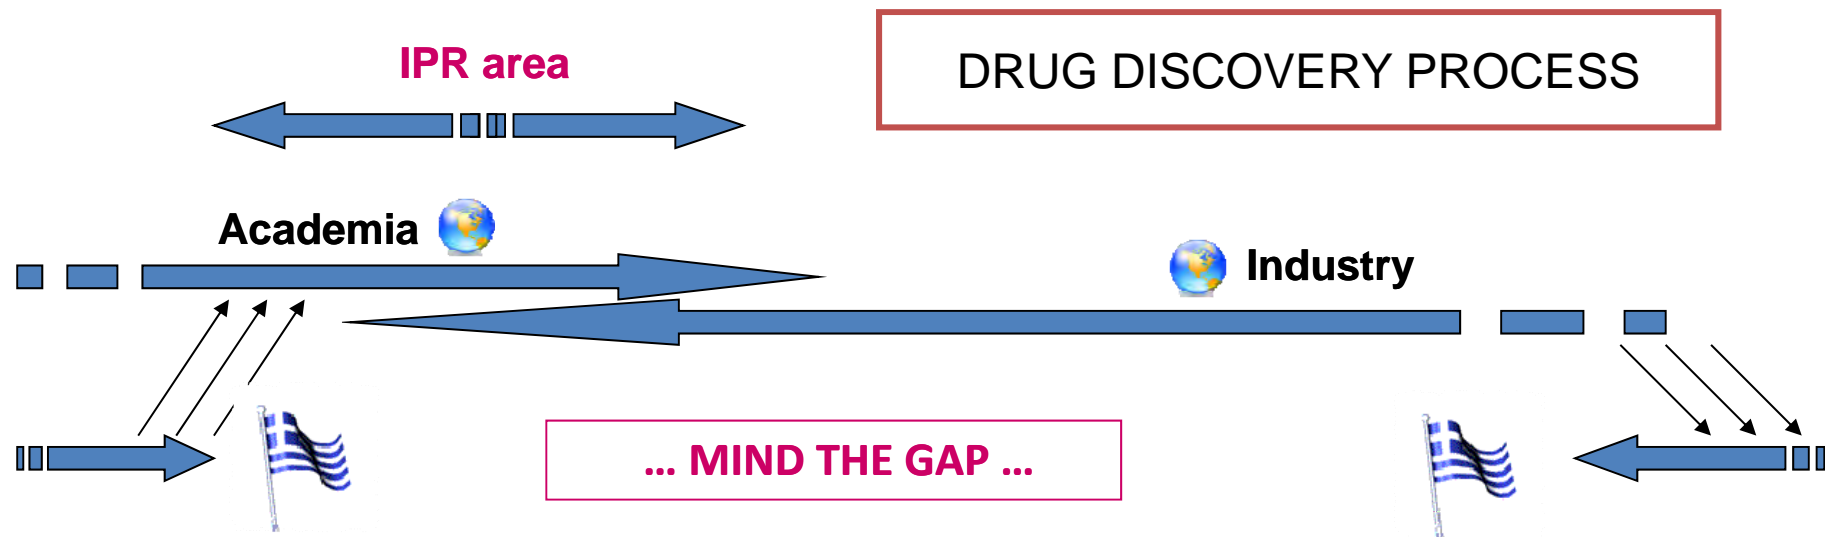 IPR area
DRUG DISCOVERY PROCESS
Academia
Industry
... MIND THE GAP ...